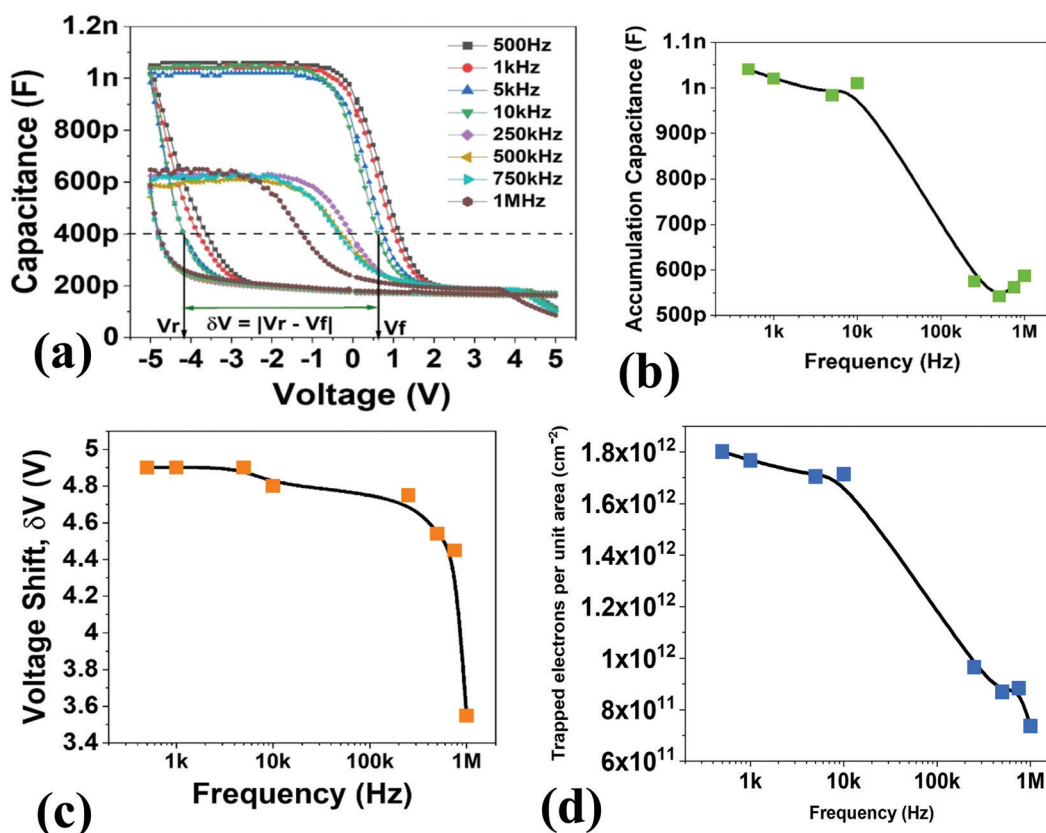 1.2n
1n
800p
600p
400p
200p
0
Capacitance (F)
500Hz
1kHz
5kHz
10kHz
250kHz
500kHz
750kHz
1MHz
Vr
δV = |Vr - Vf|
Vf
-5 -4 -3 -2 -1 0 1 2 3 4 5
Voltage (V)
(a)
1.1n
1n
900p
800p
700p
600p
500p
Accumulation Capacitance (F)
1k 10k 100k 1M
Frequency (Hz)
(b)
5
4.8
4.6
4.4
4.2
4
3.8
3.6
3.4
Voltage Shift, δV (V)
1k 10k 100k 1M
Frequency (Hz)
(c)
1.8x10¹²
1.6x10¹²
1.4x10¹²
1.2x10¹²
1x10¹²
8x10¹¹
6x10¹¹
Trapped electrons per unit area (cm⁻²)
1k 10k 100k 1M
Frequency (Hz)
(d)